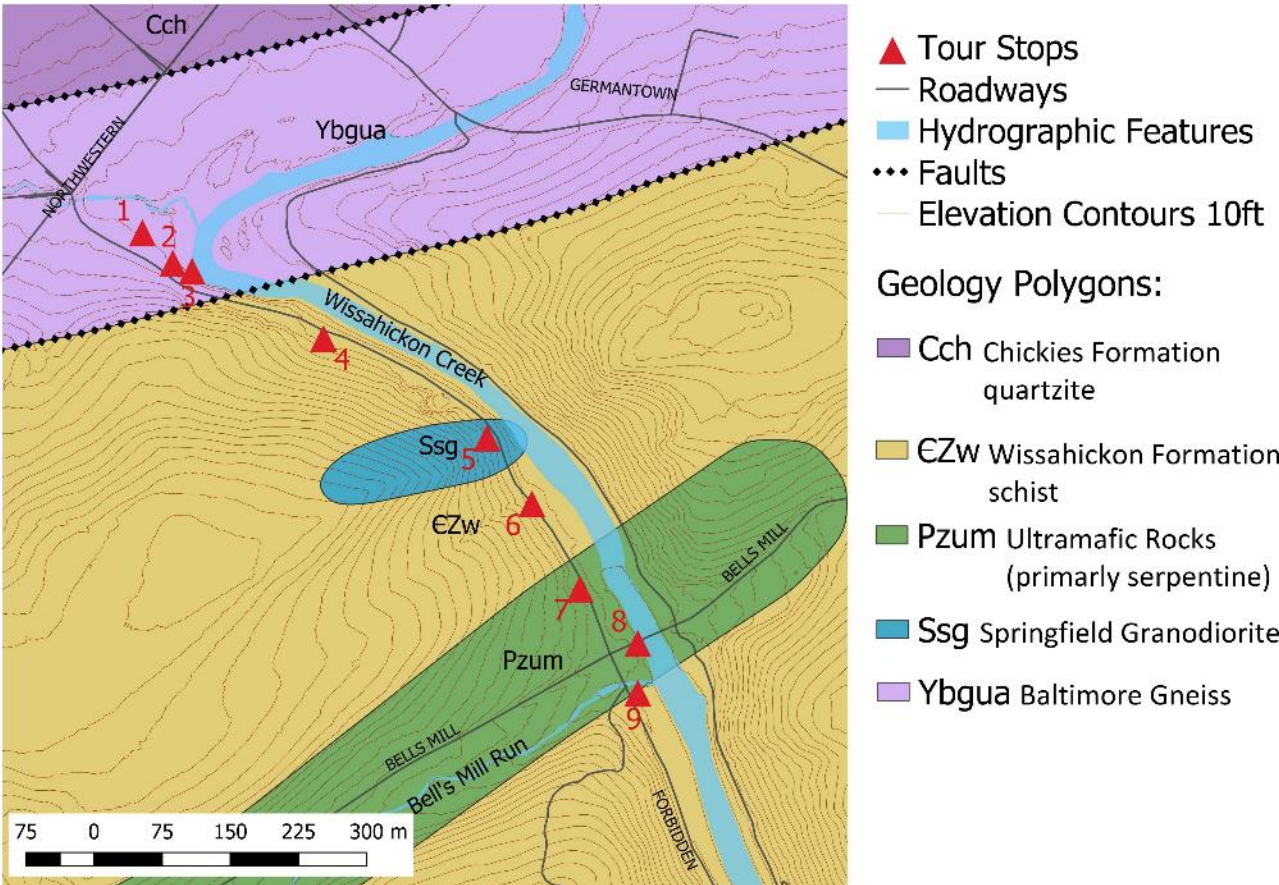 Cch
GERMANTOWN
Ybgua
NORTHWESTERN
1
2
3
Wissahickon Creek
4
Ssg
5
ЄZw
6
BELLS MILL
7
8
Pzum
9
BELLS MILL
Bell's Mill Run
FORBIDDEN
75 0 75 150 225 300 m
Tour Stops
Roadways
Hydrographic Features
Faults
Elevation Contours 10ft
Geology Polygons:
Cch Chickies Formation
quartzite
ЄZw Wissahickon Formation
schist
Pzum Ultramafic Rocks
(primarly serpentine)
Ssg Springfield Granodiorite
Ybgua Baltimore Gneiss